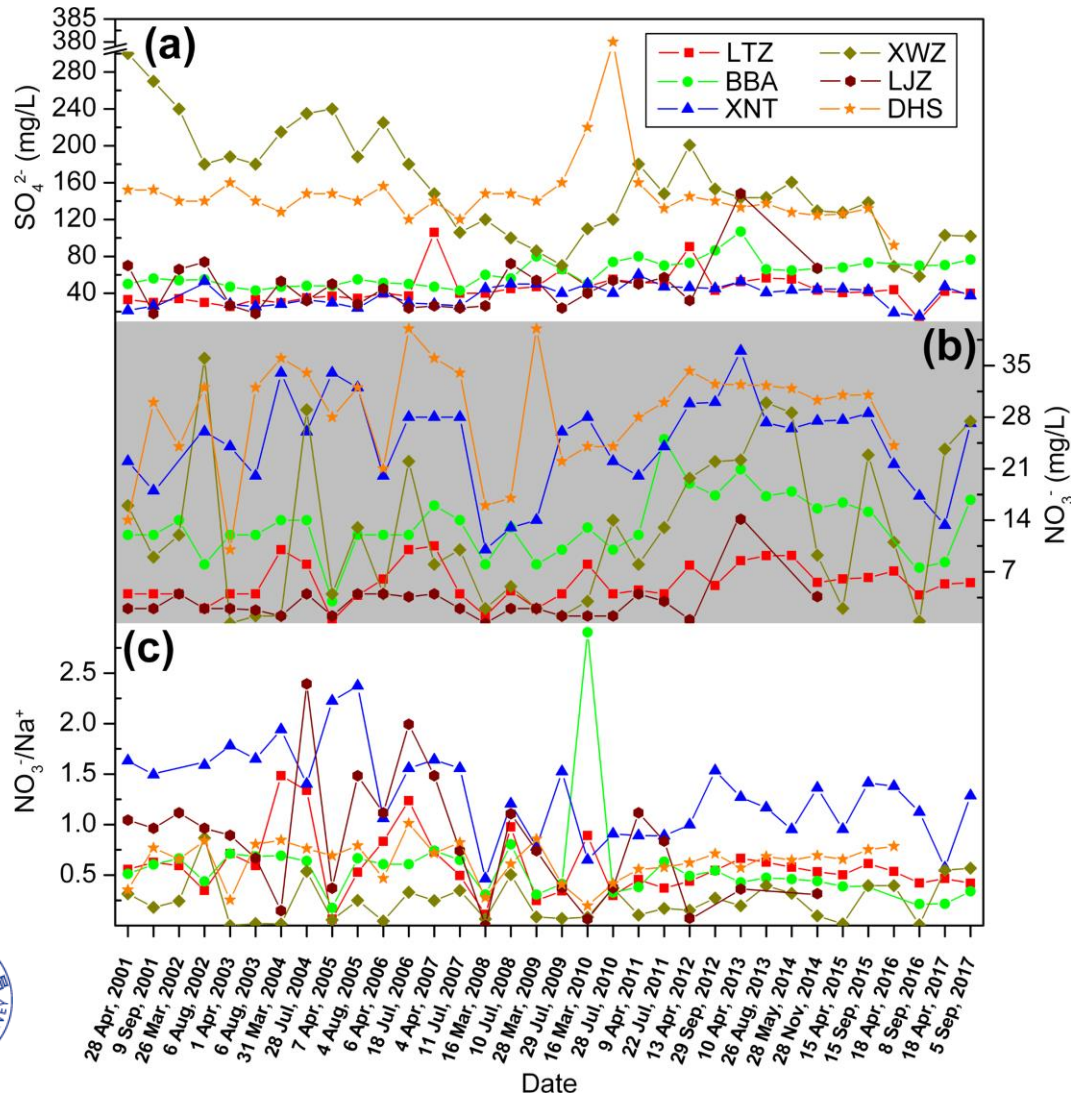 385
380
280
240
200
160
120
80
40
SO₄²⁻ (mg/L)
(a)
LTZ
BBA
XNT
XWZ
LJZ
DHS
(b)
35
28
21
14
7
NO₃⁻ (mg/L)
(c)
2.5
2.0
1.5
1.0
0.5
NO₃⁻/Na⁺
28 Apr, 2001
9 Sep, 2001
26 Mar, 2002
6 Aug, 2002
1 Apr, 2003
6 Aug, 2003
31 Mar, 2004
28 Jul, 2004
7 Apr, 2005
4 Aug, 2005
6 Apr, 2006
18 Jul, 2006
4 Apr, 2007
11 Jul, 2007
16 Mar, 2008
10 Jul, 2008
28 Mar, 2009
29 Jul, 2009
16 Mar, 2010
28 Jul, 2010
9 Apr, 2011
22 Jul, 2011
13 Apr, 2012
29 Sep, 2012
10 Apr, 2013
26 Aug, 2013
28 May, 2014
28 Nov, 2014
15 Apr, 2015
15 Sep, 2015
18 Apr, 2016
8 Sep, 2016
18 Apr, 2017
5 Sep, 2017
Date